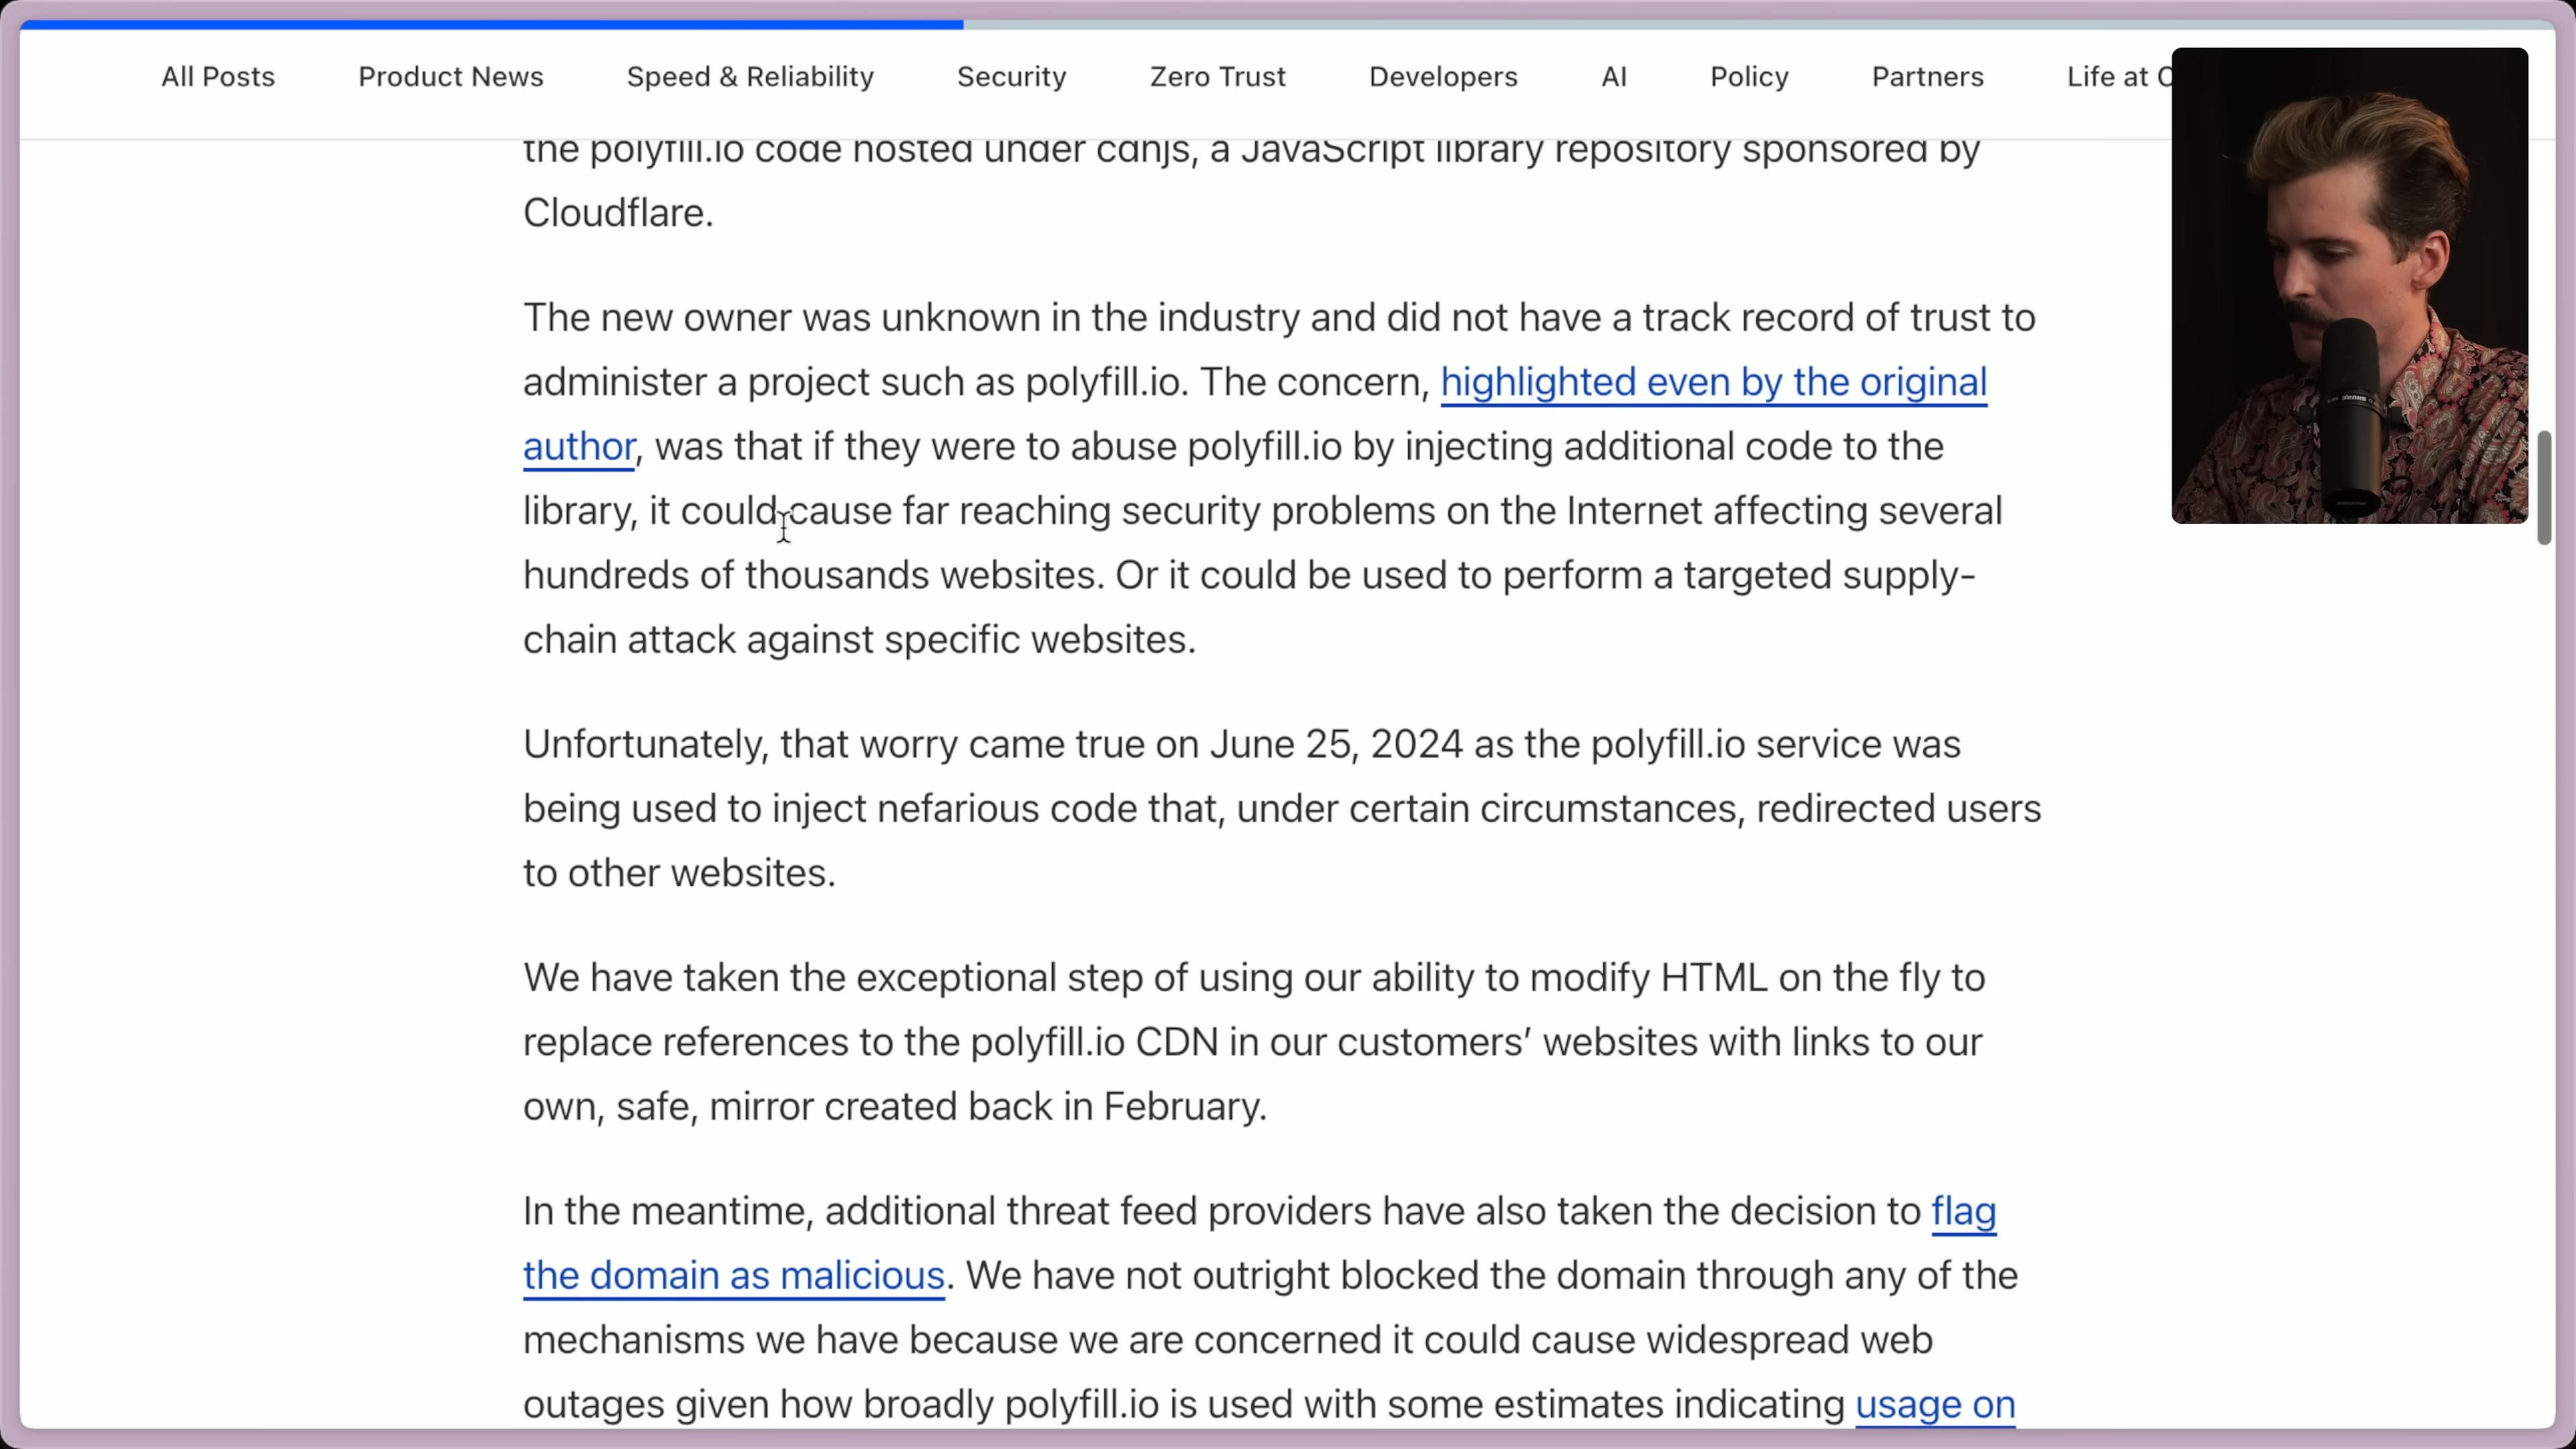 All Posts Product News Speed & Reliability Security Zero Trust Developers AI Policy Partners Life at
the polyfill.io code hosted under cdnjs, a JavaScript library repository sponsored by
Cloudflare.
The new owner was unknown in the industry and did not have a track record of trust to
administer a project such as polyfill.io. The concern, highlighted even by the original
author, was that if they were to abuse polyfill.io by injecting additional code to the
library, it could cause far reaching security problems on the Internet affecting several
hundreds of thousands websites. Or it could be used to perform a targeted supply-
chain attack against specific websites.
Unfortunately, that worry came true on June 25, 2024 as the polyfill.io service was
being used to inject nefarious code that, under certain circumstances, redirected users
to other websites.
We have taken the exceptional step of using our ability to modify HTML on the fly to
replace references to the polyfill.io CDN in our customers’ websites with links to our
own, safe, mirror created back in February.
In the meantime, additional threat feed providers have also taken the decision to flag
the domain as malicious. We have not outright blocked the domain through any of the
mechanisms we have because we are concerned it could cause widespread web
outages given how broadly polyfill.io is used with some estimates indicating usage on